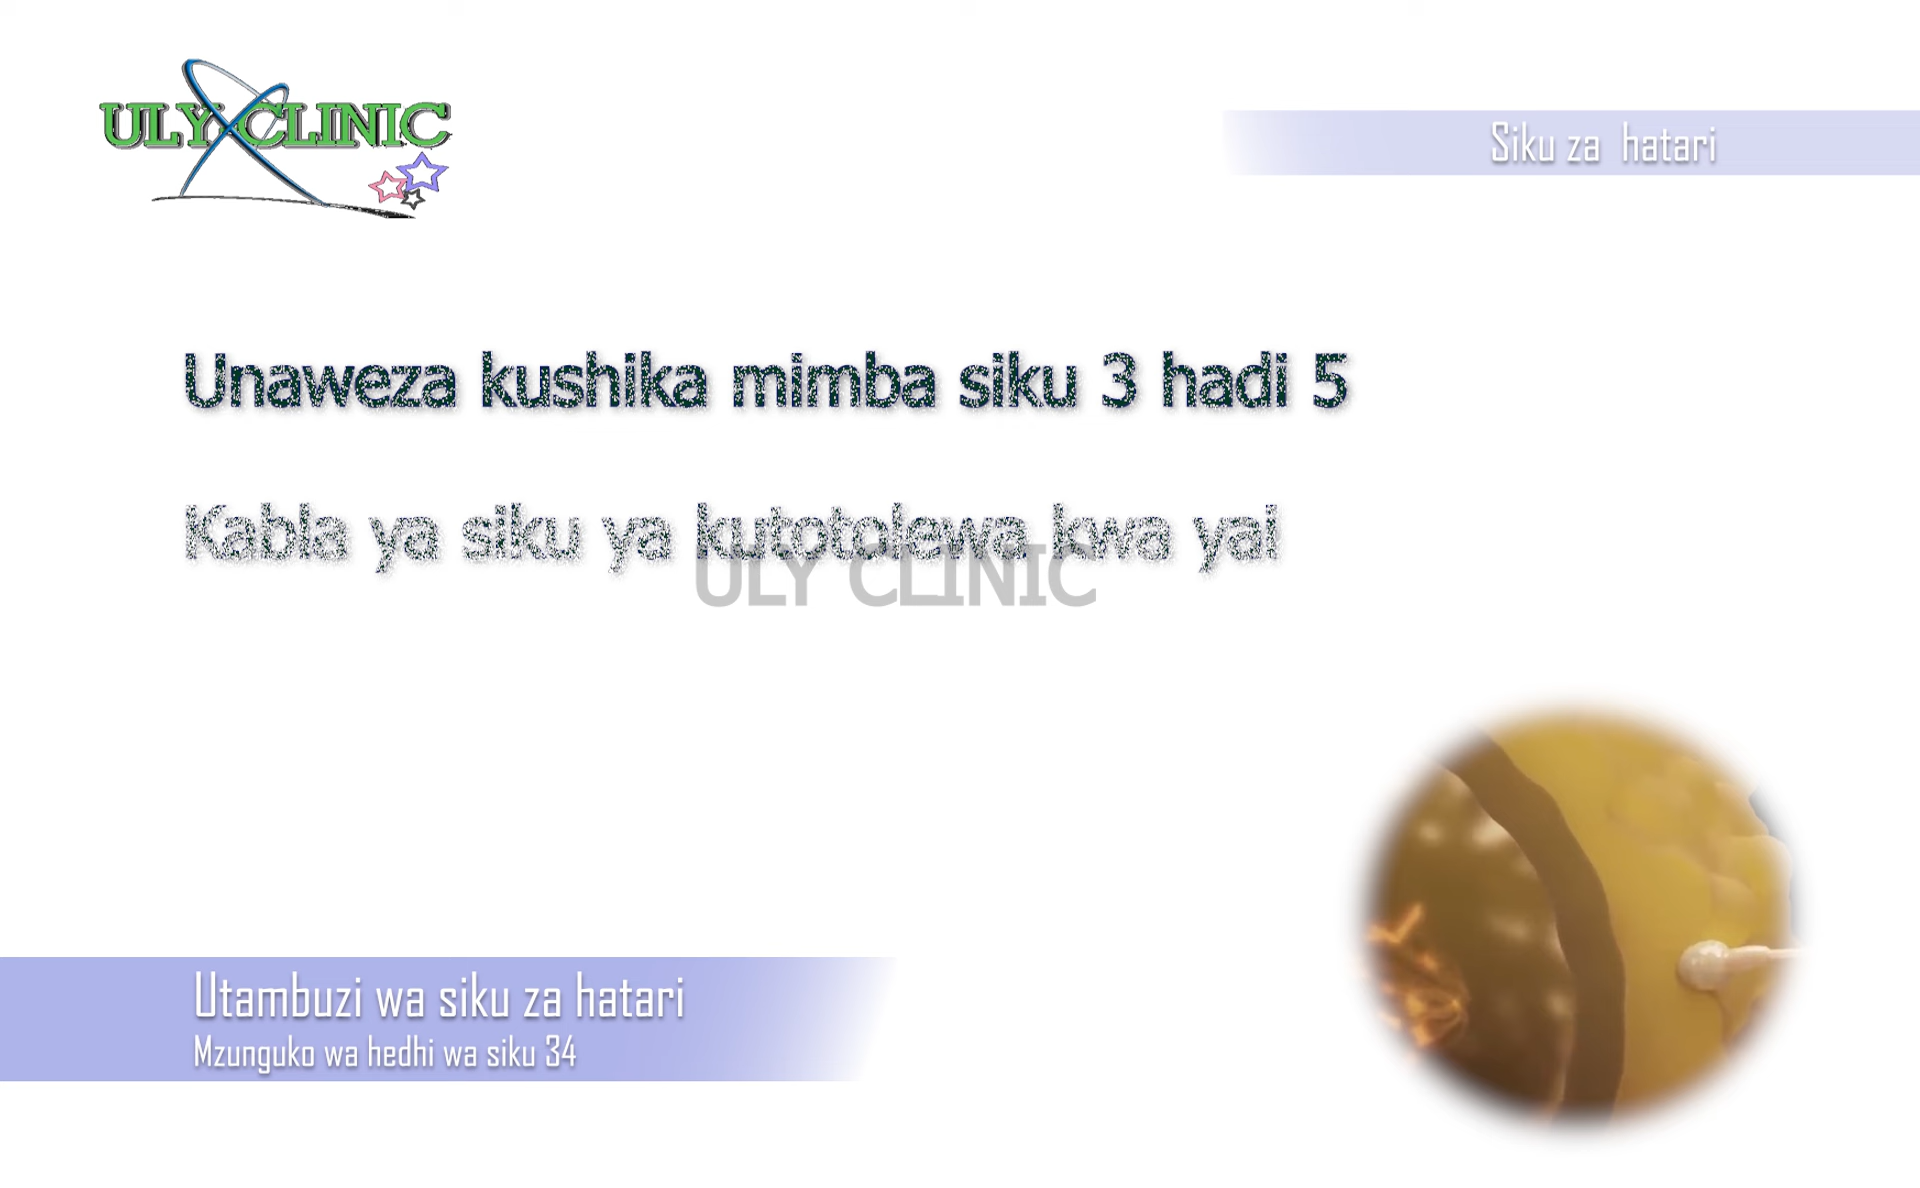 ULY CLINIC
Siku za hatari
Unaweza kushika mimba siku 3 hadi 5
Kabla ya siku ya kutotolewa kwa yai
ULY CLINIC
Utambuzi wa siku za hatari
Mzunguko wa hedhi wa siku 34